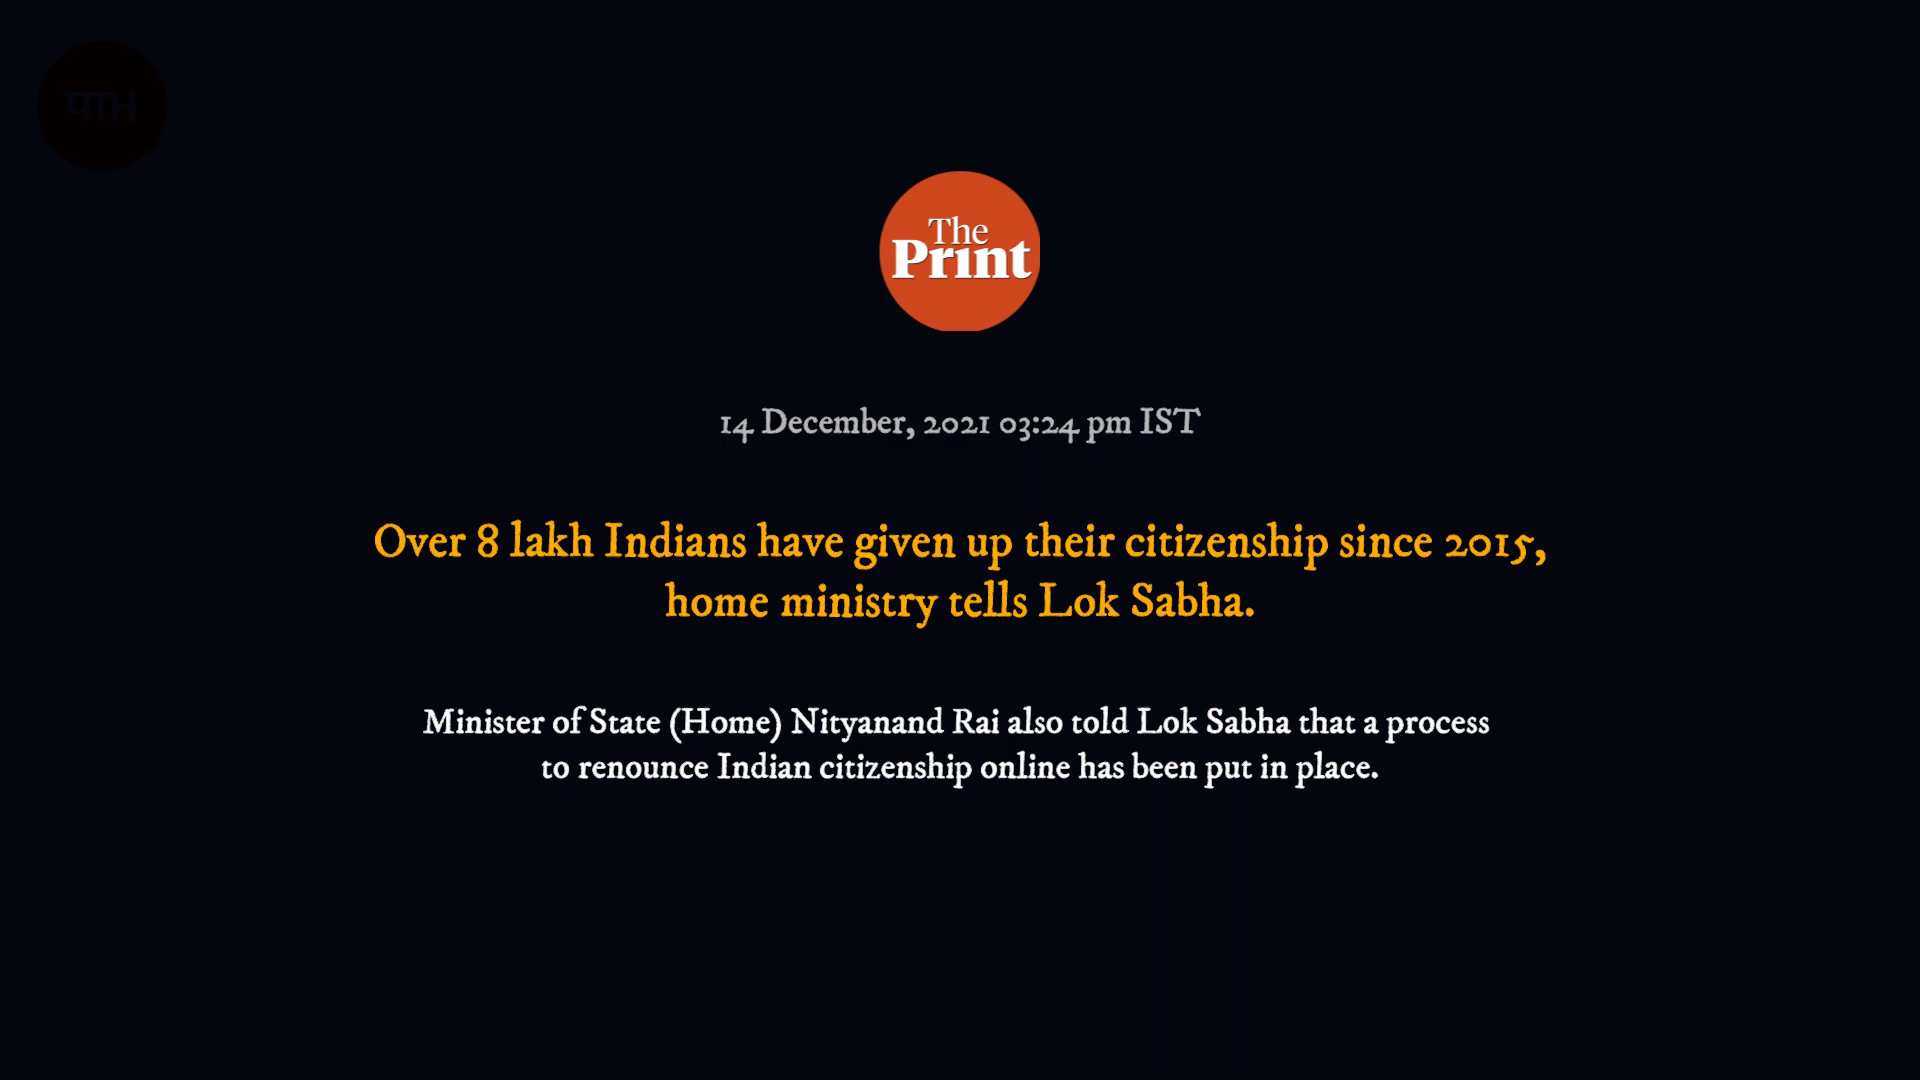 पाH
The
Print
14 December, 2021 03:24 pm IST
Over 8 lakh Indians have given up their citizenship since 2015,
home ministry tells Lok Sabha.
Minister of State (Home) Nityanand Rai also told Lok Sabha that a process
to renounce Indian citizenship online has been put in place.